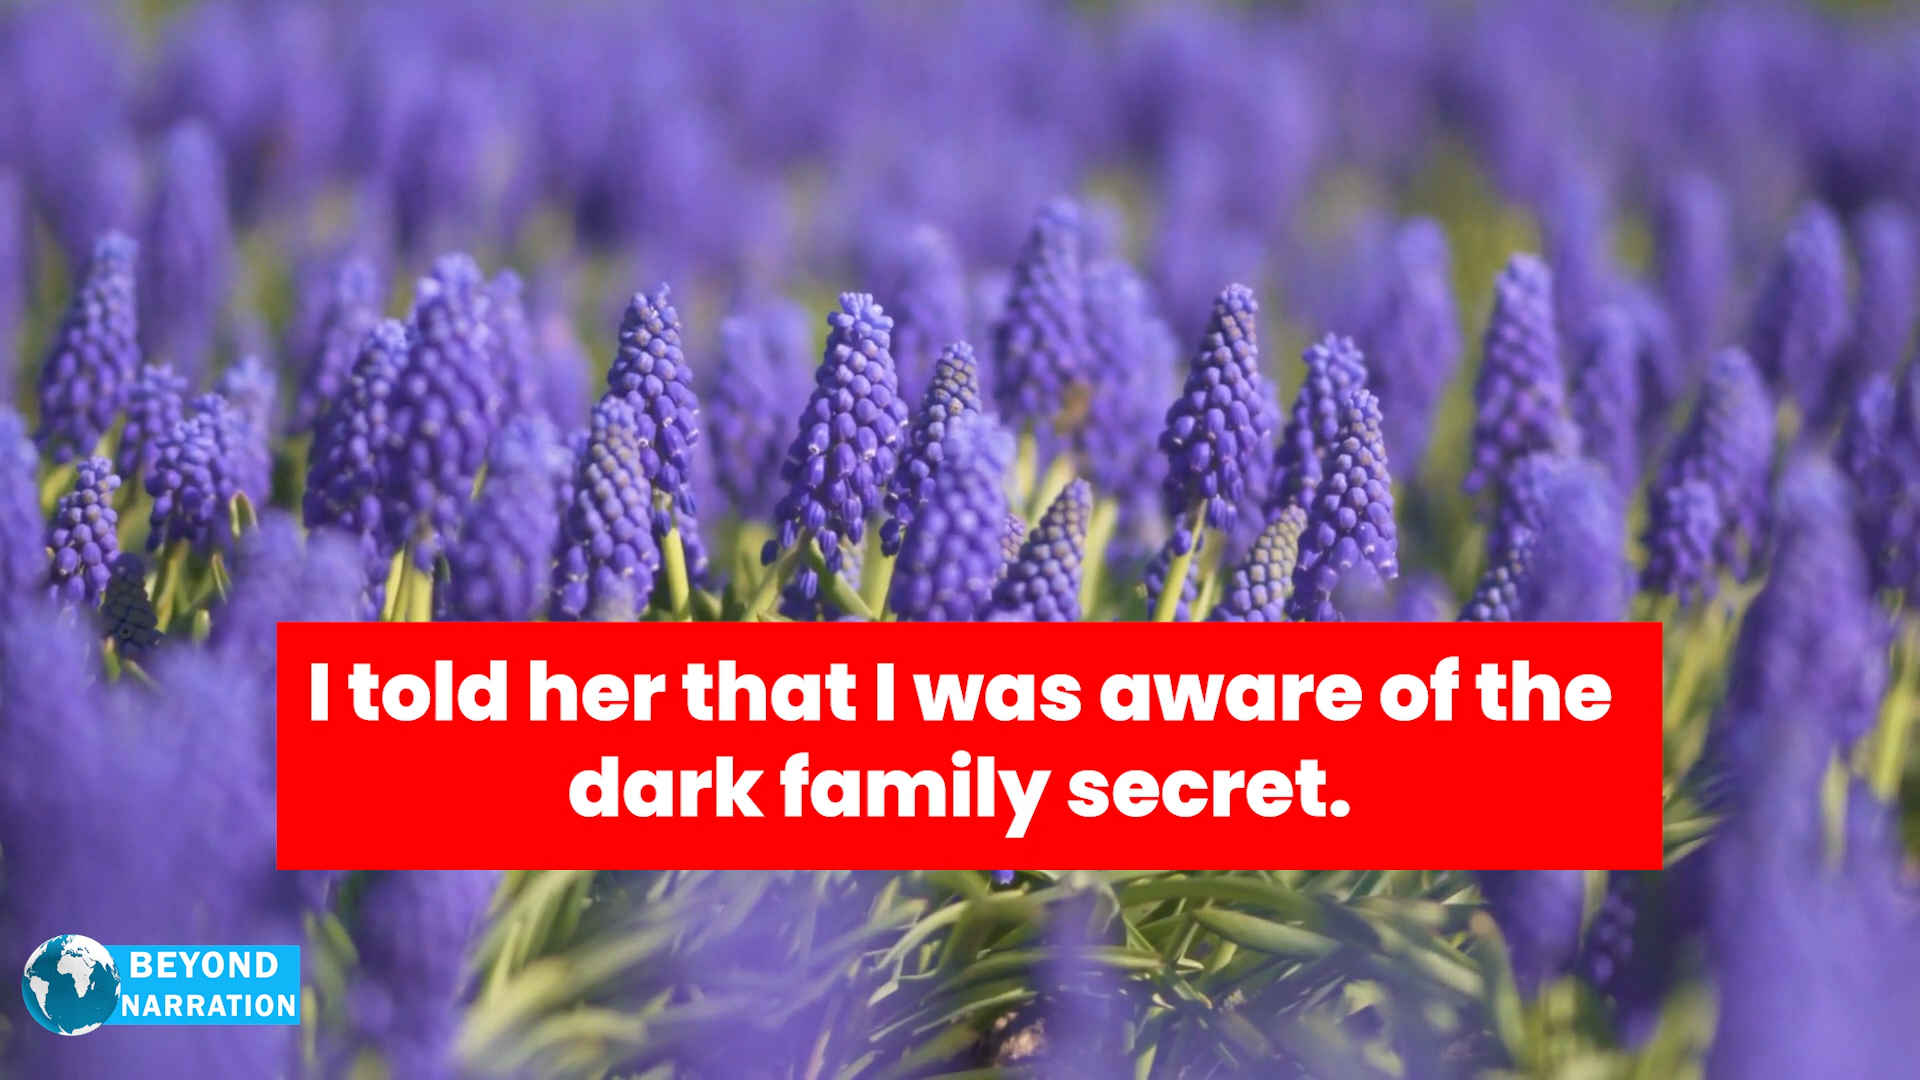 I told her that I was aware of the
dark family secret.
BEYOND
NARRATION